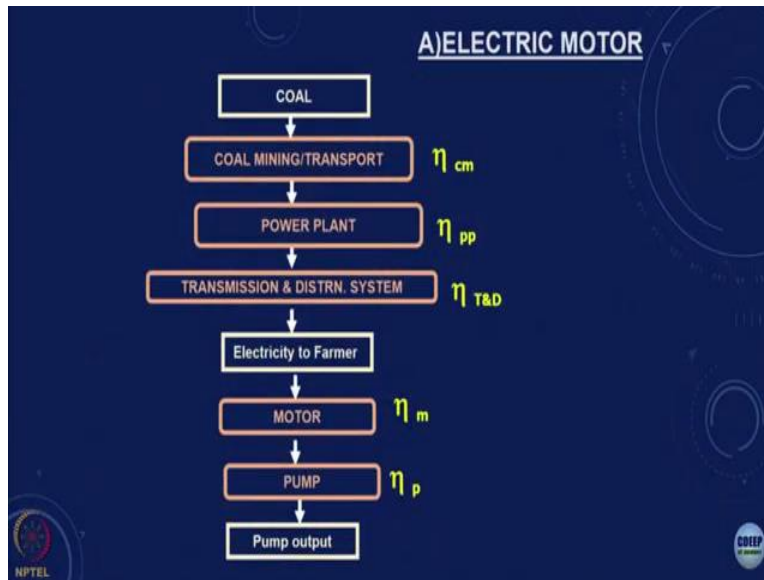 A)ELECTRIC MOTOR
COAL
COAL MINING/TRANSPORT
η cm
POWER PLANT
η pp
TRANSMISSION & DISTRN. SYSTEM
η T&D
Electricity to Farmer
MOTOR
η m
PUMP
η p
Pump output
NPTEL
CDEEP